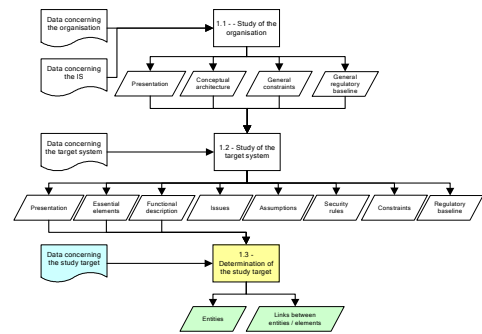 Data concerning
the organisation
1.1 - - Study of the
organisation
Data concerning
the IS
Presentation
Conceptual
architecture
General
constraints
General
regulatory
baseline
Data concerning
the target system
1.2 - Study of the
target system
Presentation
Essential
elements
Functional
description
Issues
Assumptions
Security
rules
Constraints
Regulatory
baseline
Data concerning
the study target
1.3 -
Determination of
the study target
Entities
Links between
entities / elements